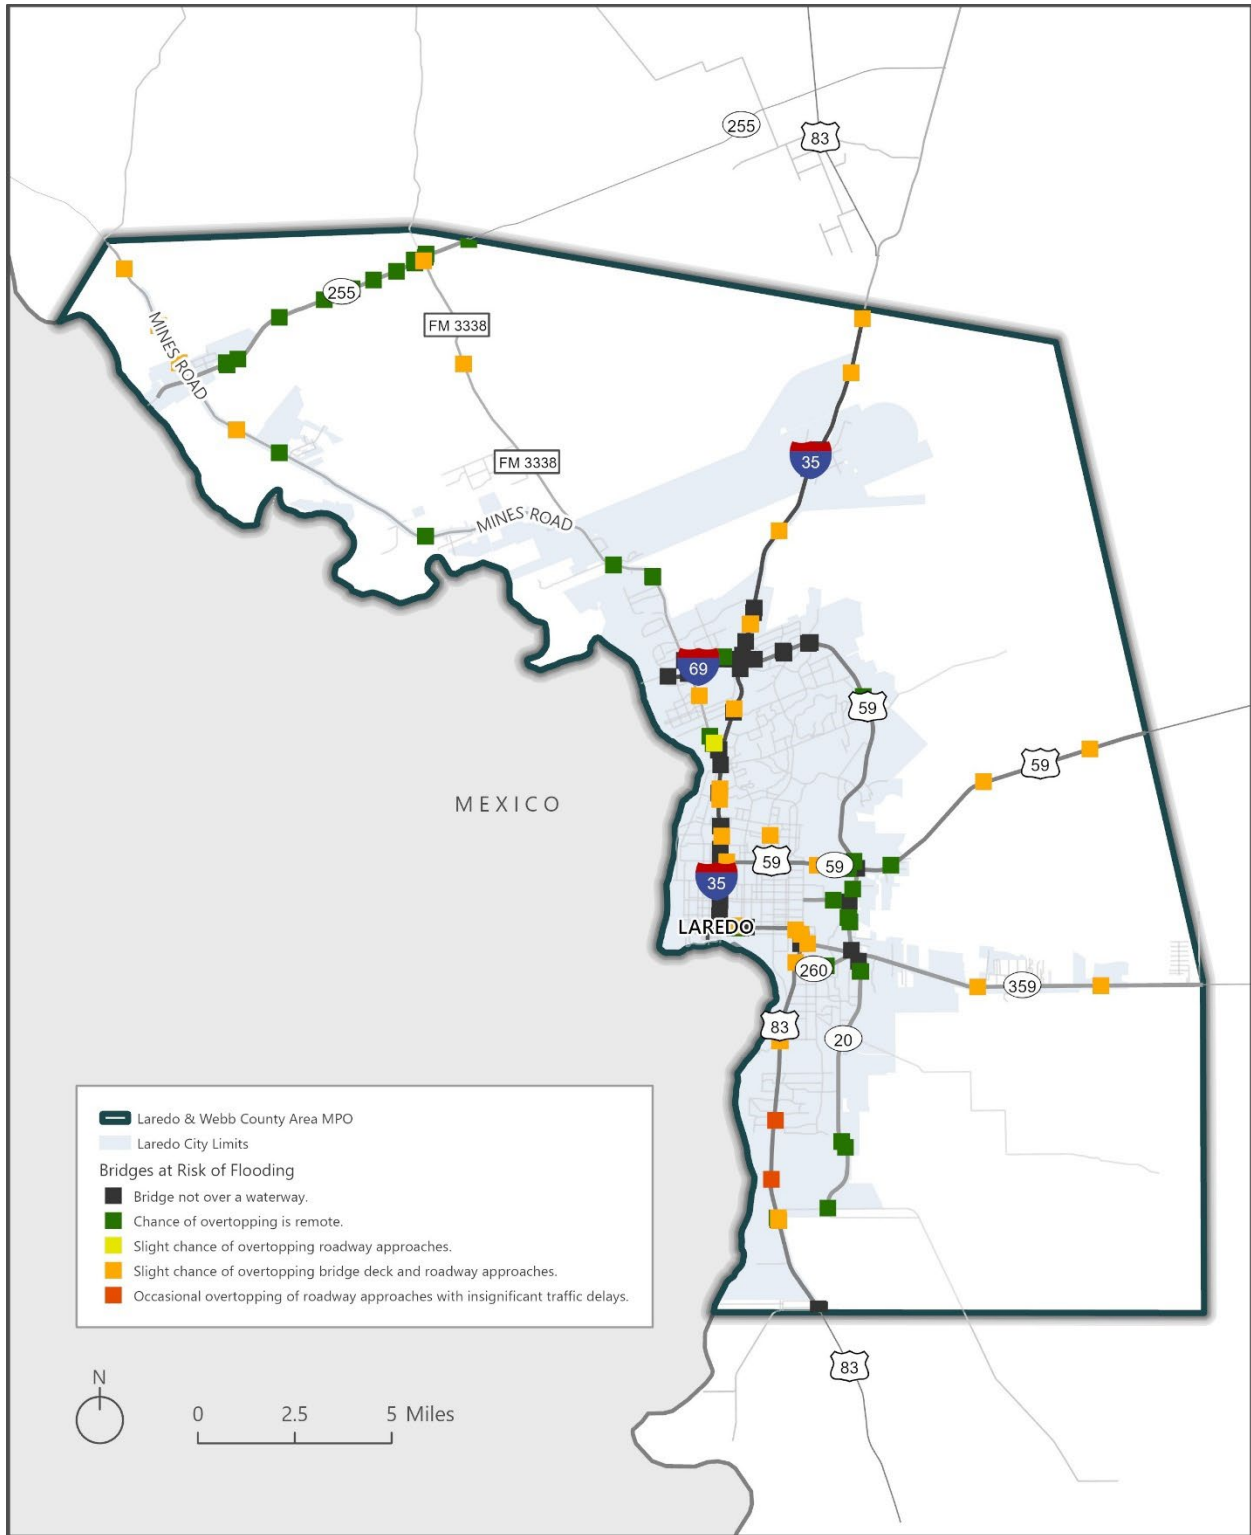 255
83
255
MINES ROAD
FM 3338
FM 3338
35
MINES ROAD
69
59
59
MEXICO
59
59
35
LAREDO
260
359
83
20
Laredo & Webb County Area MPO
Laredo City Limits
Bridges at Risk of Flooding
Bridge not over a waterway.
Chance of overtopping is remote.
Slight chance of overtopping roadway approaches.
Slight chance of overtopping bridge deck and roadway approaches.
Occasional overtopping of roadway approaches with insignificant traffic delays.
83
N
0 2.5 5 Miles